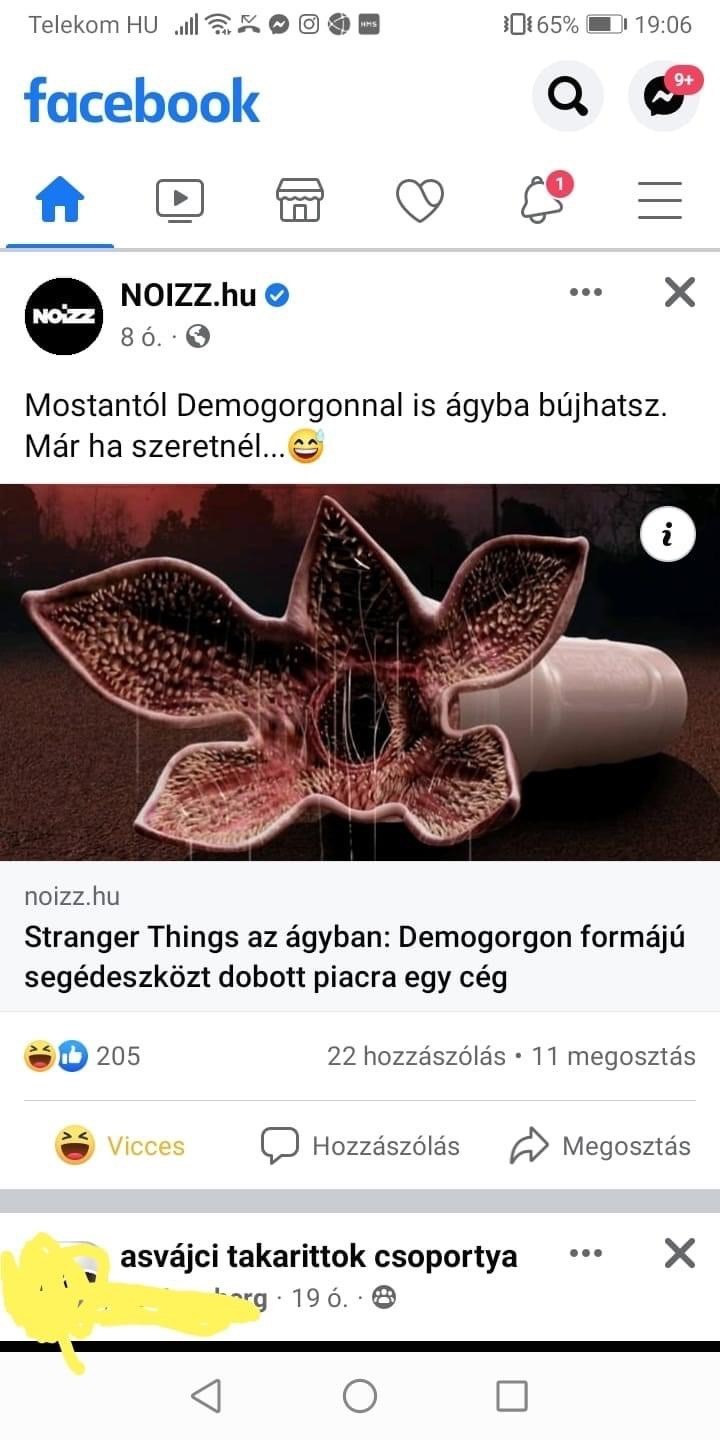 Telekom HU
HMS
65%
19:06
facebook
9+
1
NOIZZ
NOIZZ.hu
8 ó.
Mostantól Demogorgonnal is ágyba bújhatsz.
Már ha szeretnél...😅
i
noizz.hu
Stranger Things az ágyban: Demogorgon formájú
segédeszközt dobott piacra egy cég
205
22 hozzászólás • 11 megosztás
Vicces
Hozzászólás
Megosztás
asvájci takarittok csoportya
· 19 ó. ·